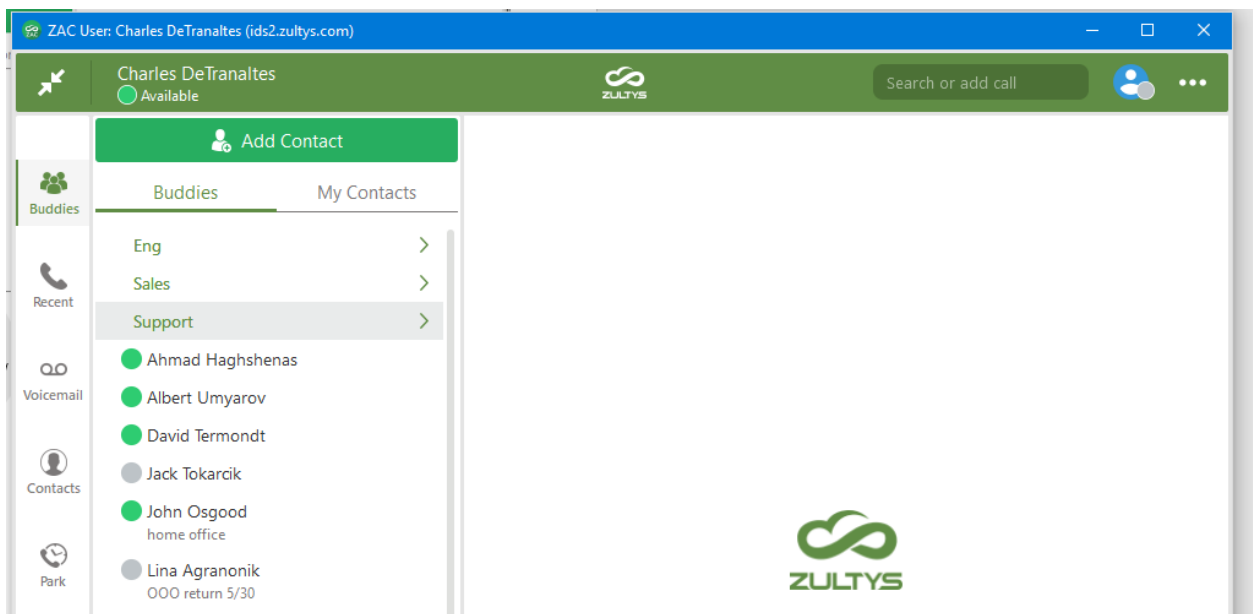 ZAC User: Charles DeTranaltes (ids2.zultys.com)
Charles DeTranaltes
Available
ZULTYS
Search or add call
Add Contact
Buddies
My Contacts
Buddies
Eng
Sales
Recent
Support
Ahmad Haghshenas
Voicemail
Albert Umyarov
David Termondt
Contacts
Jack Tokarcik
John Osgood
home office
Park
Lina Agranonik
OOO return 5/30
ZULTYS